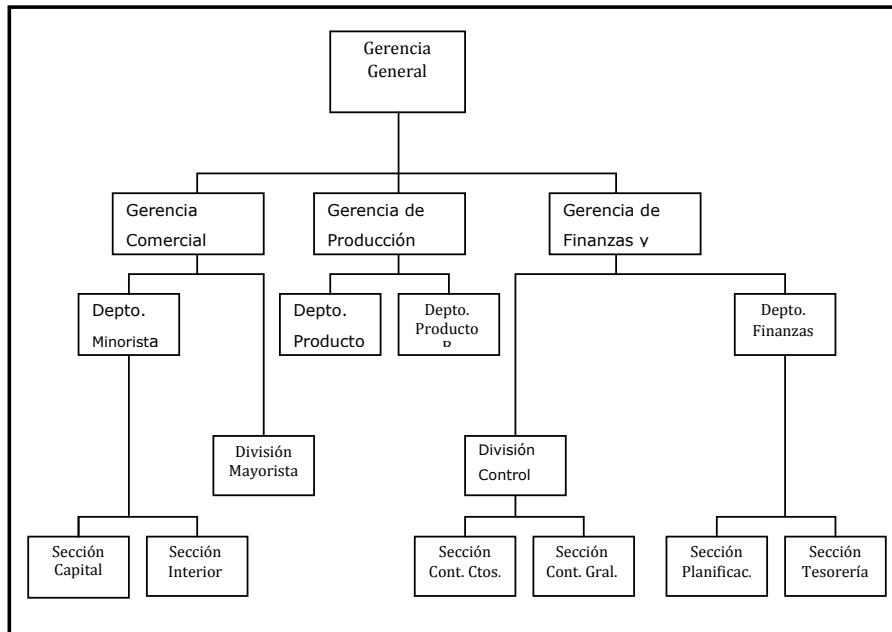 Gerencia
General
Gerencia
Comercial
Gerencia de
Producción
Gerencia de
Finanzas y
Depto.
Minorista
Depto.
Producto
Depto.
Producto
Depto.
Finanzas
División
Mayorista
División
Control
Sección
Capital
Sección
Interior
Sección
Cont. Ctos.
Sección
Cont. Gral.
Sección
Planificac.
Sección
Tesorería